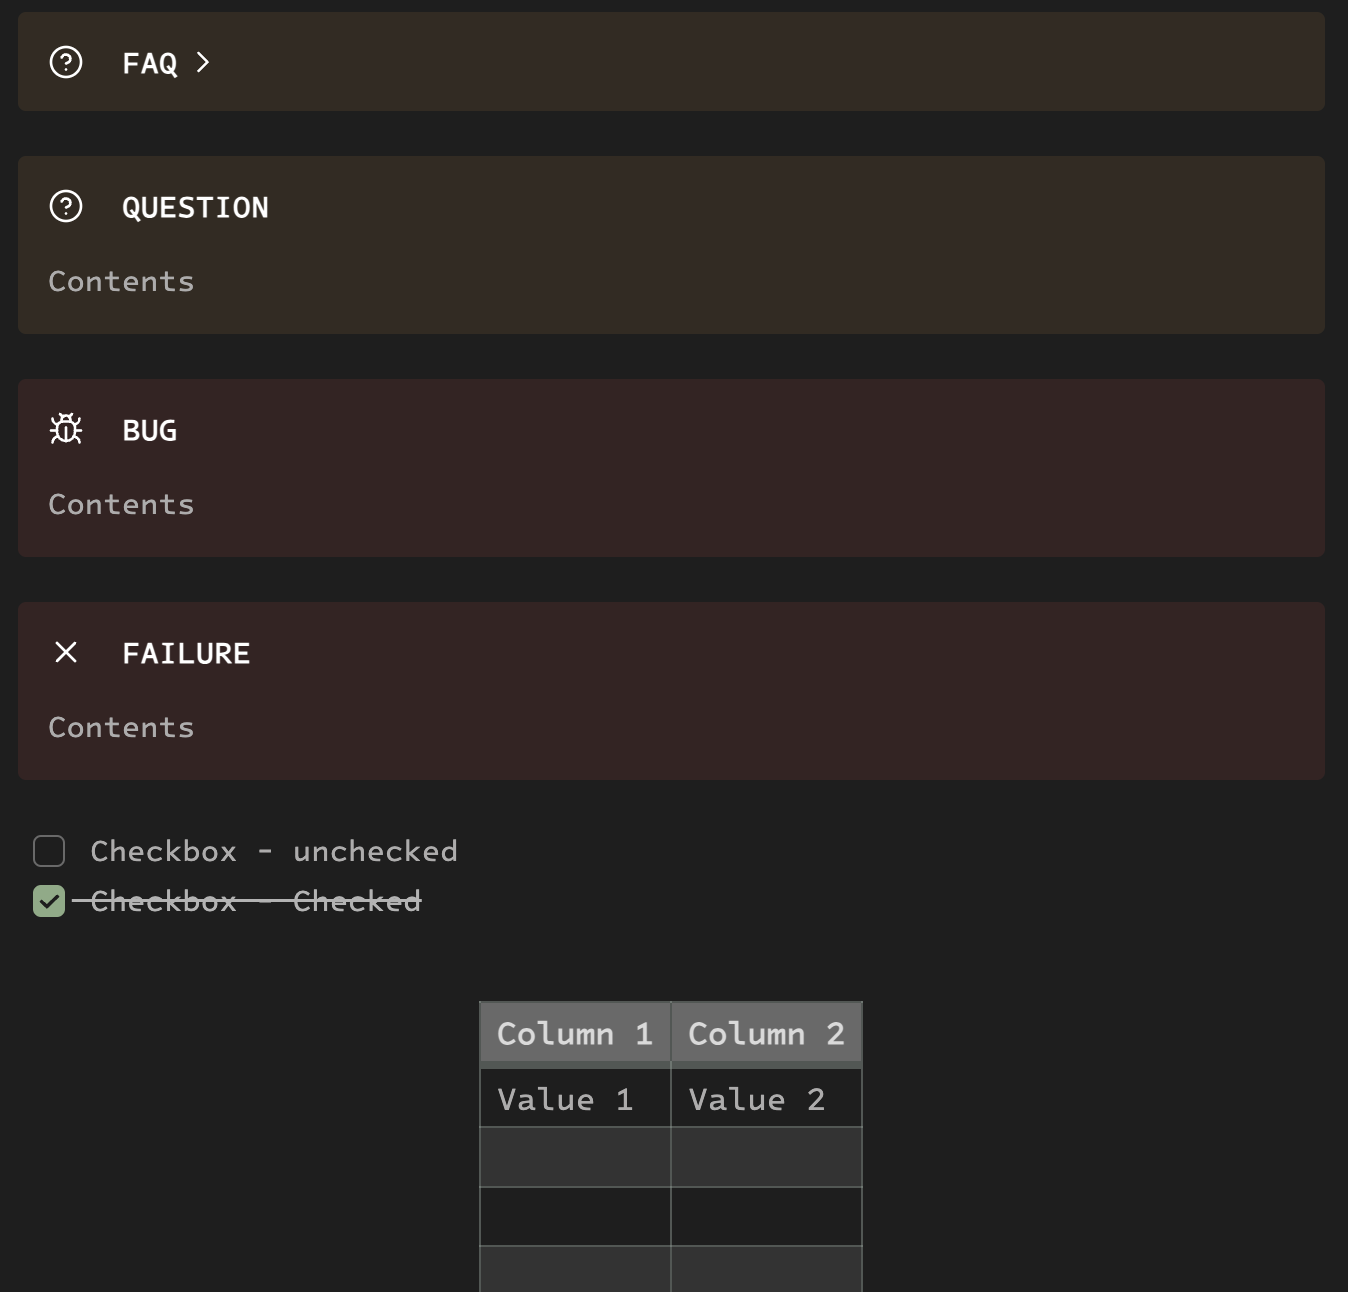 FAQ
QUESTION
Contents
BUG
Contents
FAILURE
Contents
Checkbox - unchecked
Checkbox - Checked
Column 1 Column 2
Value 1 Value 2